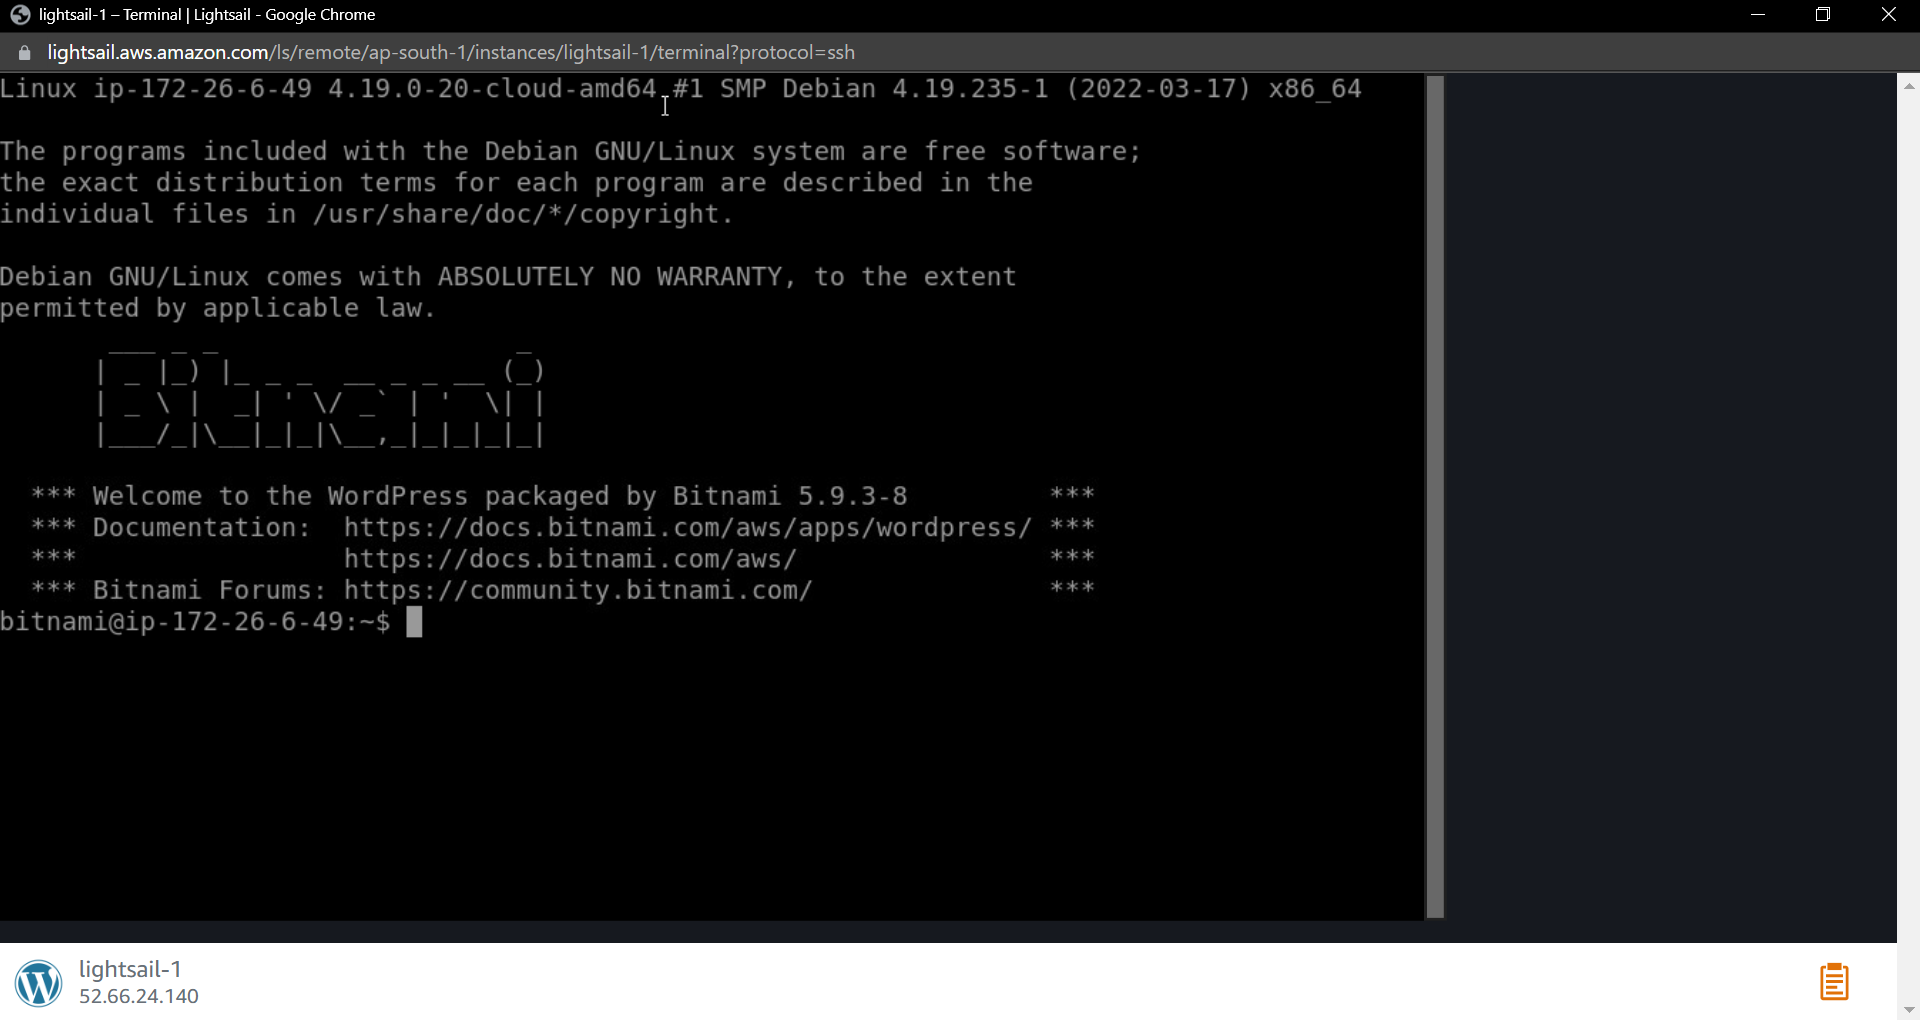 lightsail-1 – Terminal | Lightsail - Google Chrome
lightsail.aws.amazon.com/ls/remote/ap-south-1/instances/lightsail-1/terminal?protocol=ssh
Linux ip-172-26-6-49 4.19.0-20-cloud-amd64 #1 SMP Debian 4.19.235-1 (2022-03-17) x86_64
The programs included with the Debian GNU/Linux system are free software;
the exact distribution terms for each program are described in the
individual files in /usr/share/doc/*/copyright.
Debian GNU/Linux comes with ABSOLUTELY NO WARRANTY, to the extent
permitted by applicable law.
Bitnami
*** Welcome to the WordPress packaged by Bitnami 5.9.3-8 ***
*** Documentation: https://docs.bitnami.com/aws/apps/wordpress/ ***
*** https://docs.bitnami.com/aws/ ***
*** Bitnami Forums: https://community.bitnami.com/ ***
bitnami@ip-172-26-6-49:~$
lightsail-1
52.66.24.140